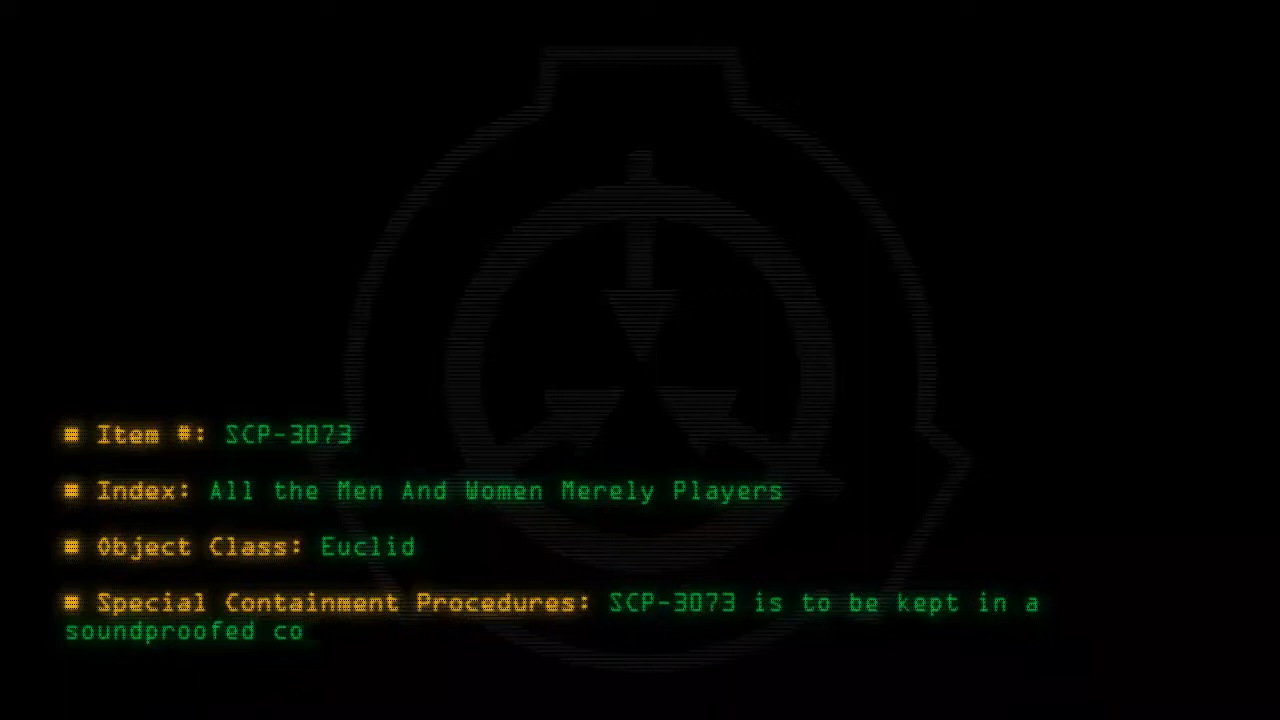 ■ Item #: SCP-3073
■ Index: All the Men And Women Merely Players
■ Object Class: Euclid
■ Special Containment Procedures: SCP-3073 is to be kept in a
soundproofed co